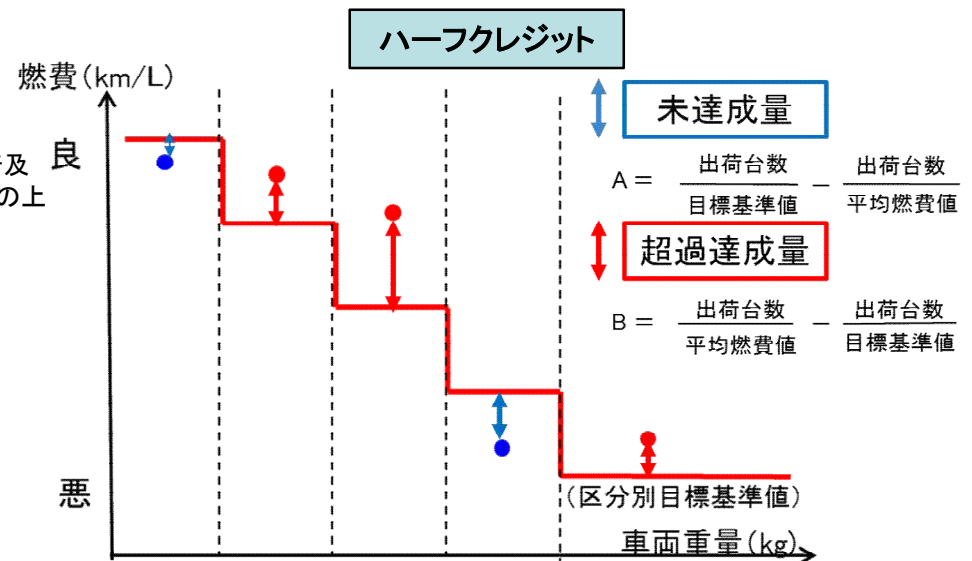 ハーフクレジット
燃費(km/L)
良
及
の上
未達成量
A = 出荷台数/目標基準値 － 出荷台数/平均燃費値
超過達成量
B = 出荷台数/平均燃費値 － 出荷台数/目標基準値
悪
(区分別目標基準値)
車両重量(kg)